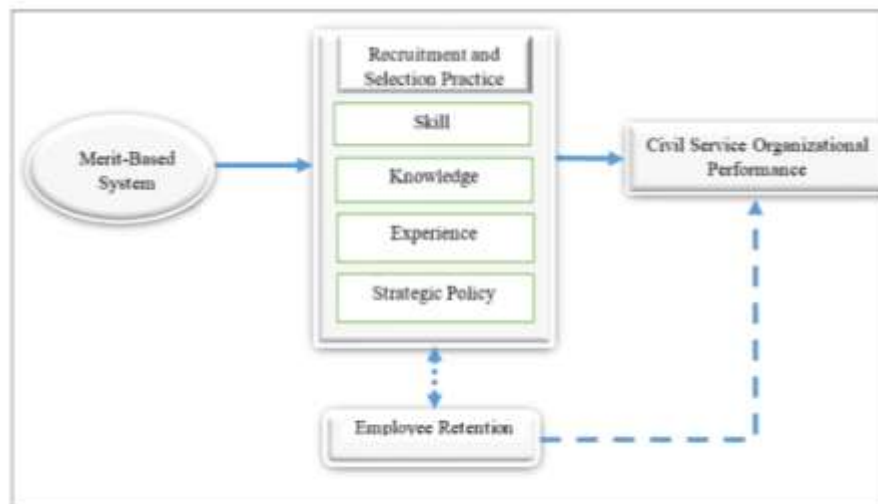 Recruitment and
Selection Practice
Skill
Merit-Based
System
Knowledge
Civil Service Organizational
Performance
Experience
Strategic Policy
Employee Retention